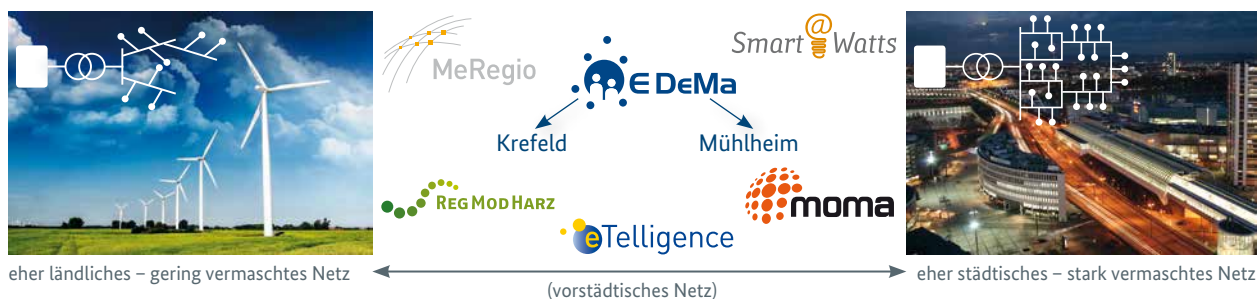 MeRegio
Smart@Watts
E DeMa
Krefeld
Mühlheim
RegModHarz
moma
eTelligence
eher ländliches – gering vermaschtes Netz
eher städtisches – stark vermaschtes Netz
(vorstädtisches Netz)